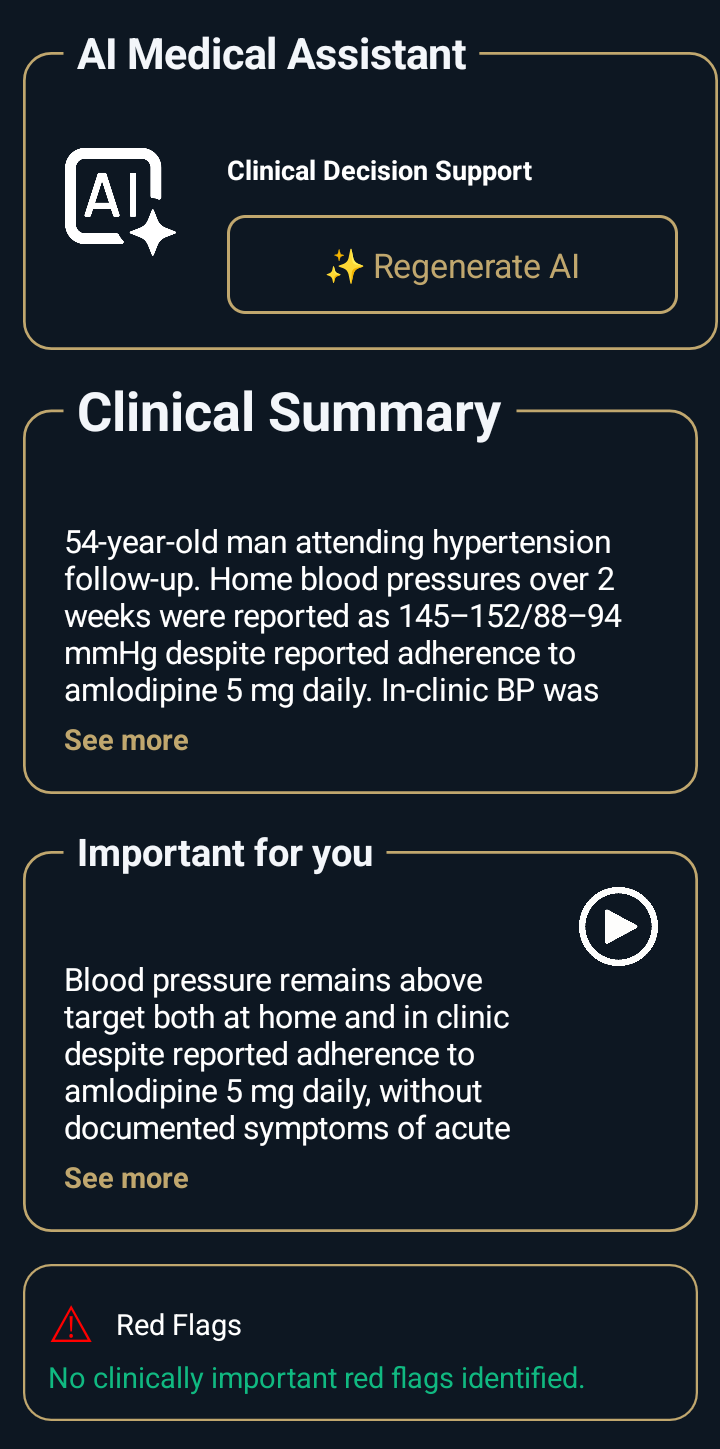 AI Medical Assistant
AI
Clinical Decision Support
✨ Regenerate AI
Clinical Summary
54-year-old man attending hypertension
follow-up. Home blood pressures over 2
weeks were reported as 145–152/88–94
mmHg despite reported adherence to
amlodipine 5 mg daily. In-clinic BP was
See more
Important for you
Blood pressure remains above
target both at home and in clinic
despite reported adherence to
amlodipine 5 mg daily, without
documented symptoms of acute
See more
Red Flags
No clinically important red flags identified.